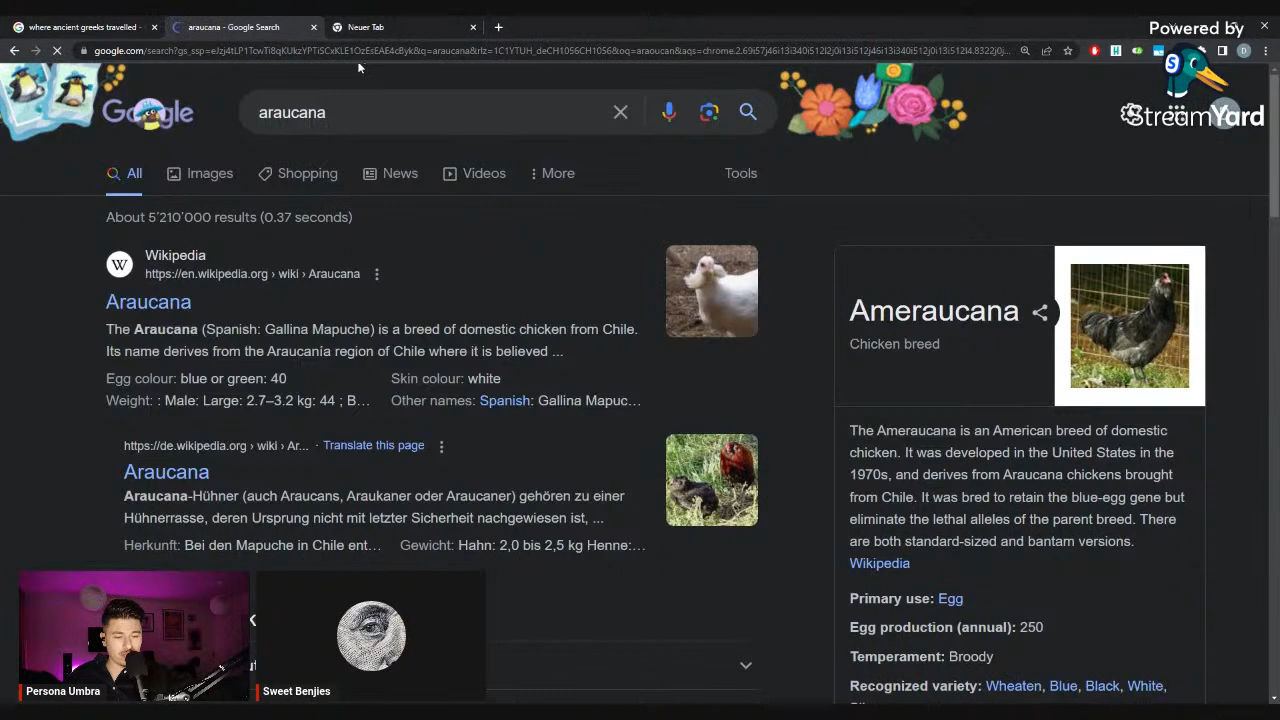 where ancient greeks travelled -
araucana - Google Search
Neuer Tab
Powered by
StreamYard
Google
araucana
All
Images
Shopping
News
Videos
More
Tools
About 5'210'000 results (0.37 seconds)
W
Wikipedia
https://en.wikipedia.org › wiki › Araucana
Araucana
The Araucana (Spanish: Gallina Mapuche) is a breed of domestic chicken from Chile.
Its name derives from the Araucanía region of Chile where it is believed ...
Egg colour: blue or green: 40
Skin colour: white
Weight: : Male: Large: 2.7–3.2 kg: 44 ; B...
Other names: Spanish: Gallina Mapuc...
https://de.wikipedia.org › wiki › Ar... · Translate this page
Araucana
Araucana-Hühner (auch Araucans, Araukaner oder Araucaner) gehören zu einer
Hühnerrasse, deren Ursprung nicht mit letzter Sicherheit nachgewiesen ist, ...
Herkunft: Bei den Mapuche in Chile ent...
Gewicht: Hahn: 2,0 bis 2,5 kg Henne:...
Ameraucana
Chicken breed
The Ameraucana is an American breed of domestic
chicken. It was developed in the United States in the
1970s, and derives from Araucana chickens brought
from Chile. It was bred to retain the blue-egg gene but
eliminate the lethal alleles of the parent breed. There
are both standard-sized and bantam versions.
Wikipedia
Primary use: Egg
Egg production (annual): 250
Temperament: Broody
Recognized variety: Wheaten, Blue, Black, White,
Persona Umbra
Sweet Benjies